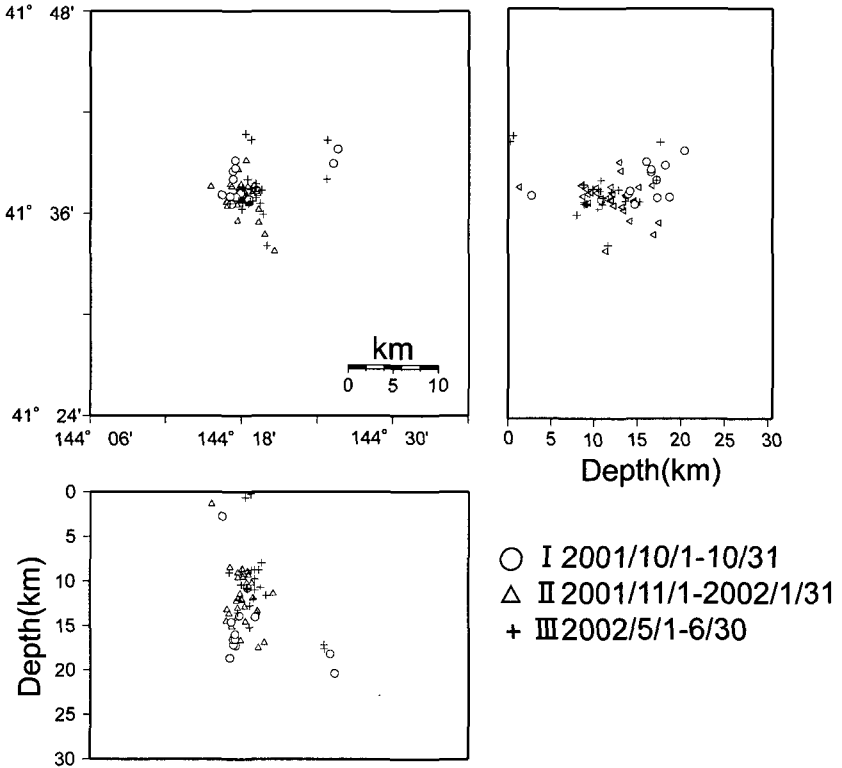 41° 48'
41° 36'
41° 24'
144° 06' 144° 18' 144° 30'
km
0 5 10
0 5 10 15 20 25 30
Depth(km)
0
5
10
15
20
25
30
Depth(km)
I 2001/10/1-10/31
II 2001/11/1-2002/1/31
III 2002/5/1-6/30